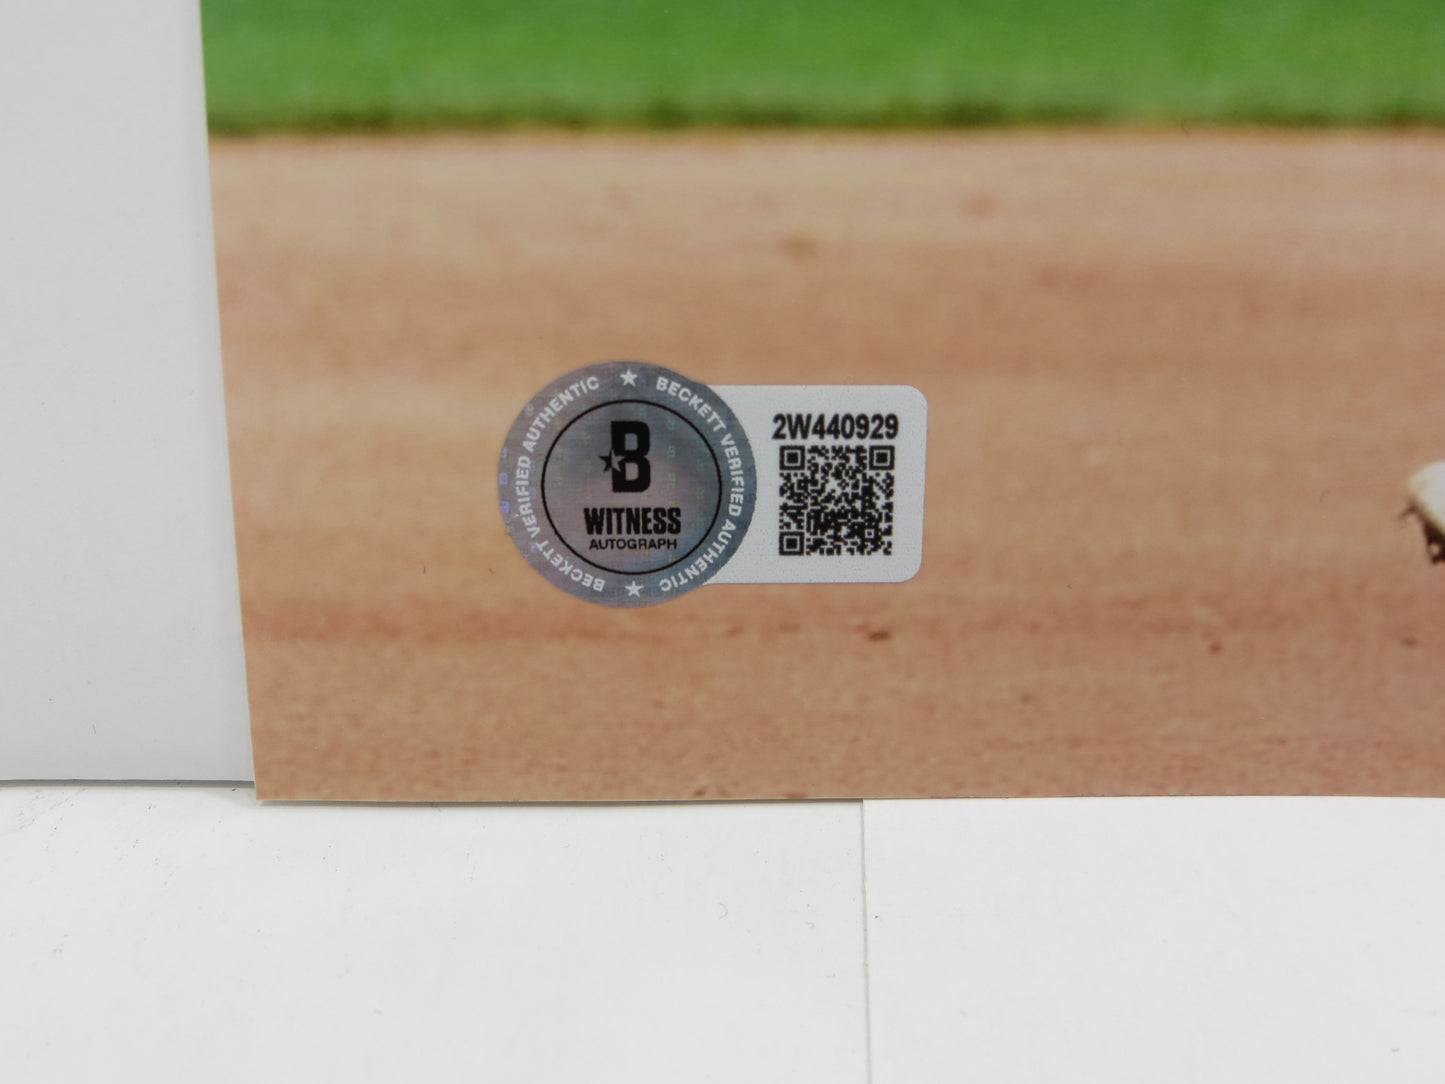 BECKETT VERIFIED AUTHENTIC ★ BECKETT VERIFIED AUTHENTIC ★
B
WITNESS
AUTOGRAPH
2W440929